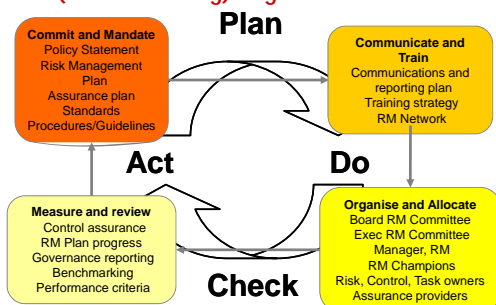 Plan
Commit and Mandate
Policy Statement
Risk Management
Plan
Assurance plan
Standards
Procedures/Guidelines
Communicate and
Train
Communications and
reporting plan
Training strategy
RM Network
Act
Do
Measure and review
Control assurance
RM Plan progress
Governance reporting
Benchmarking
Performance criteria
Organise and Allocate
Board RM Committee
Exec RM Committee
Manager, RM
RM Champions
Risk, Control, Task owners
Assurance providers
Check